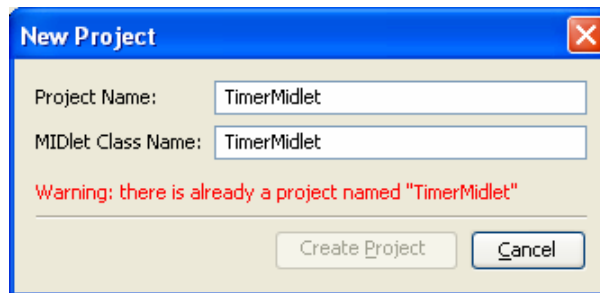 New Project
Project Name: TimerMidlet
MIDlet Class Name: TimerMidlet
Warning: there is already a project named "TimerMidlet"
Create Project Cancel